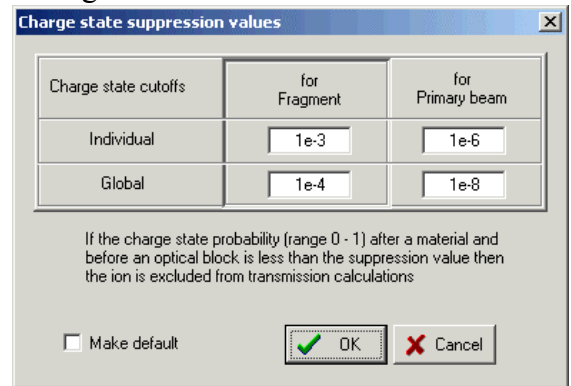 Charge state suppression values
Charge state cutoffs
for
Fragment
for
Primary beam
Individual
1e-3
1e-6
Global
1e-4
1e-8
If the charge state probability (range 0 - 1) after a material and
before an optical block is less than the suppression value then
the ion is excluded from transmission calculations
Make default
OK
Cancel